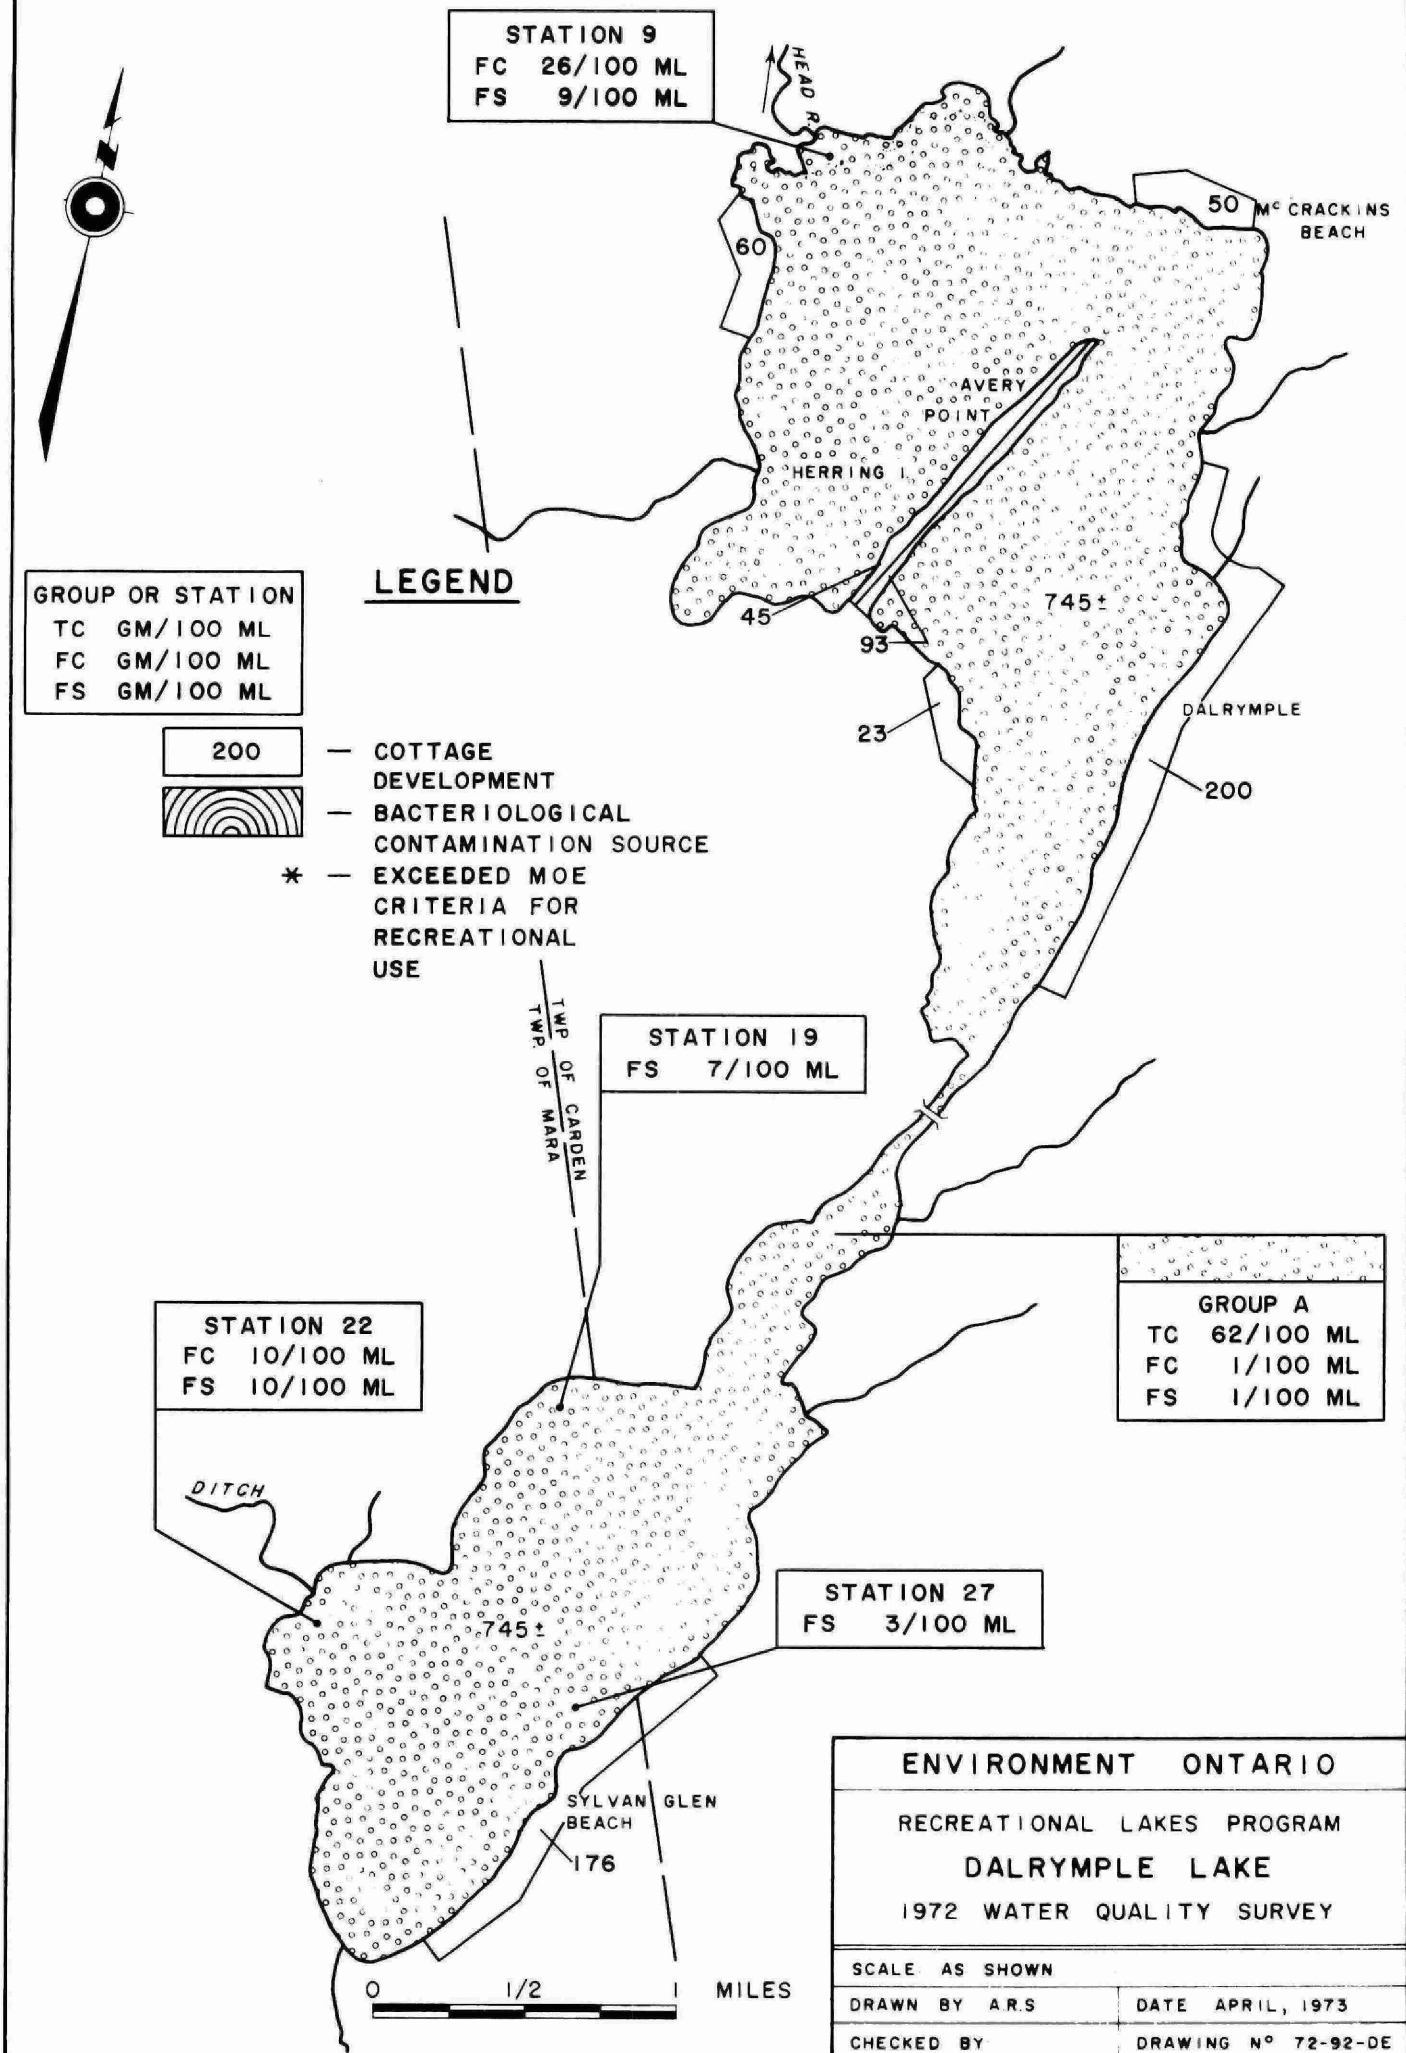 STATION 9
FC 26/100 ML
FS 9/100 ML
HEAD R.
50
Mc CRACKINS
BEACH
60
AVERY
POINT
HERRING I.
45
93
745±
23
DALRYMPLE
200
LEGEND
GROUP OR STATION
TC GM/100 ML
FC GM/100 ML
FS GM/100 ML
200 — COTTAGE
DEVELOPMENT
— BACTERIOLOGICAL
CONTAMINATION SOURCE
* — EXCEEDED MOE
CRITERIA FOR
RECREATIONAL
USE
TWP OF CARDEN
TWP. OF MARA
STATION 19
FS 7/100 ML
GROUP A
TC 62/100 ML
FC 1/100 ML
FS 1/100 ML
STATION 22
FC 10/100 ML
FS 10/100 ML
DITCH
745±
STATION 27
FS 3/100 ML
SYLVAN GLEN
BEACH
176
0 1/2 1 MILES
ENVIRONMENT ONTARIO
RECREATIONAL LAKES PROGRAM
DALRYMPLE LAKE
1972 WATER QUALITY SURVEY
SCALE AS SHOWN
DRAWN BY A.R.S
DATE APRIL, 1973
CHECKED BY
DRAWING Nº 72-92-DE